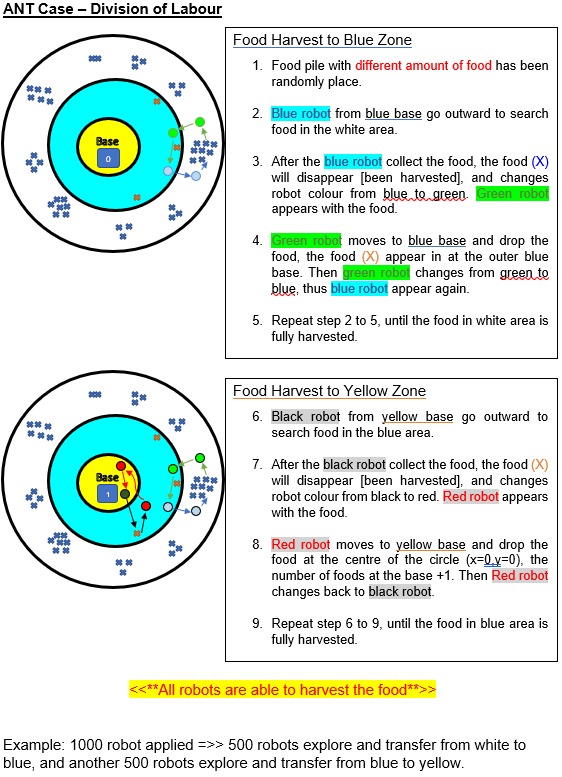 ANT Case – Division of Labour
Food Harvest to Blue Zone
1. Food pile with different amount of food has been
randomly place.
2. Blue robot from blue base go outward to search
food in the white area.
3. After the blue robot collect the food, the food (X)
will disappear [been harvested], and changes
robot colour from blue to green. Green robot
appears with the food.
4. Green robot moves to blue base and drop the
food, the food (X) appear in at the outer blue
base. Then green robot changes from green to
blue, thus blue robot appear again.
5. Repeat step 2 to 5, until the food in white area is
fully harvested.
Base
0
Food Harvest to Yellow Zone
6. Black robot from yellow base go outward to
search food in the blue area.
7. After the black robot collect the food, the food (X)
will disappear [been harvested], and changes
robot colour from black to red. Red robot appears
with the food.
8. Red robot moves to yellow base and drop the
food at the centre of the circle (x=0,y=0), the
number of foods at the base +1. Then Red robot
changes back to black robot.
9. Repeat step 6 to 9, until the food in blue area is
fully harvested.
Base
1
<<**All robots are able to harvest the food**>>
Example: 1000 robot applied =>> 500 robots explore and transfer from white to
blue, and another 500 robots explore and transfer from blue to yellow.